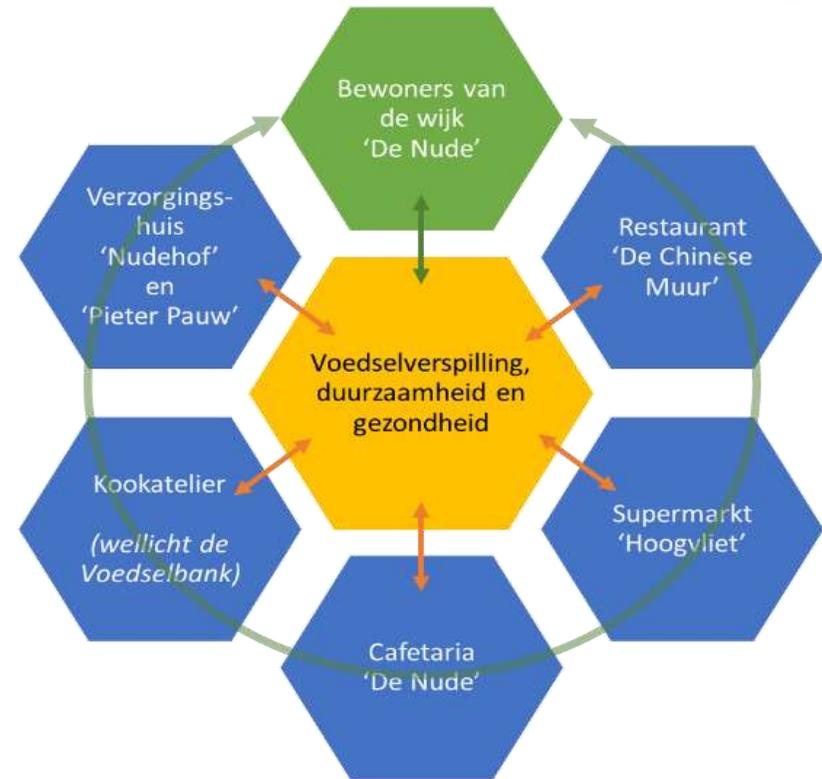 Bewoners van
de wijk
‘De Nude’
Verzorgings-
huis
‘Nudehof’
en
‘Pieter Pauw’
Restaurant
‘De Chinese
Muur’
Voedselverspilling,
duurzaamheid en
gezondheid
Kookatelier
(wellicht de
Voedselbank)
Supermarkt
‘Hoogvliet’
Cafetaria
‘De Nude’